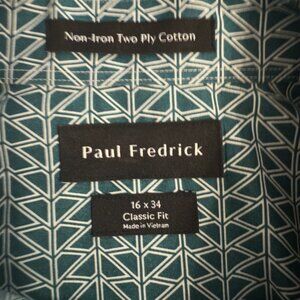 Non-Iron Two Ply Cotton
Paul Fredrick
16 x 34
Classic Fit
Made in Vietnam